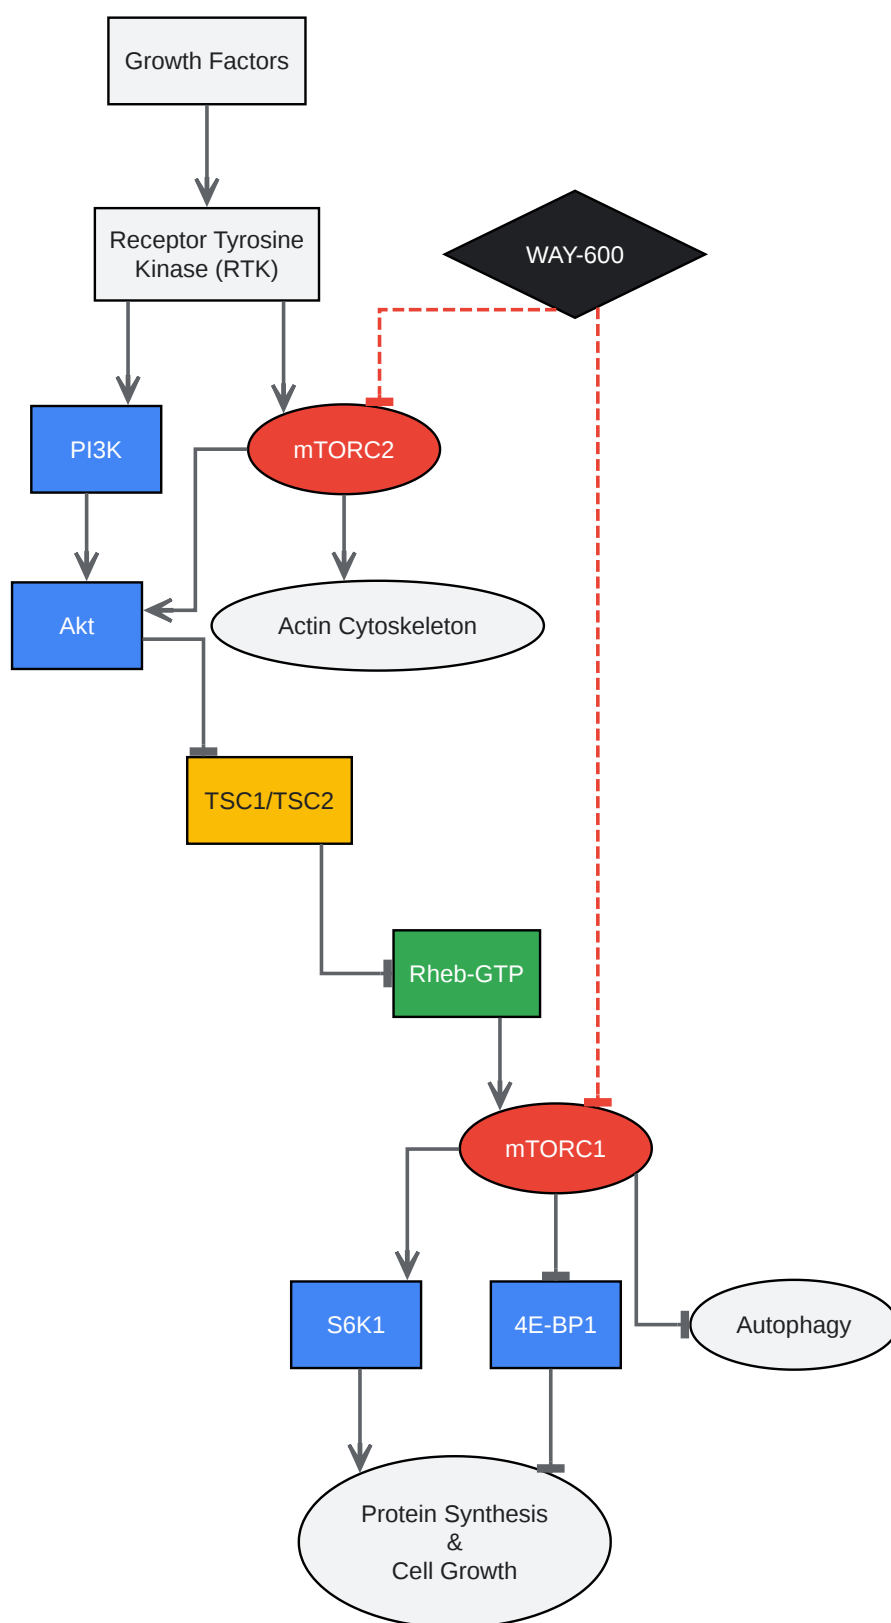 Growth Factors
Receptor Tyrosine
Kinase (RTK)
WAY-600
PI3K
mTORC2
Akt
Actin Cytoskeleton
TSC1/TSC2
Rheb-GTP
mTORC1
S6K1
4E-BP1
Autophagy
Protein Synthesis
&
Cell Growth